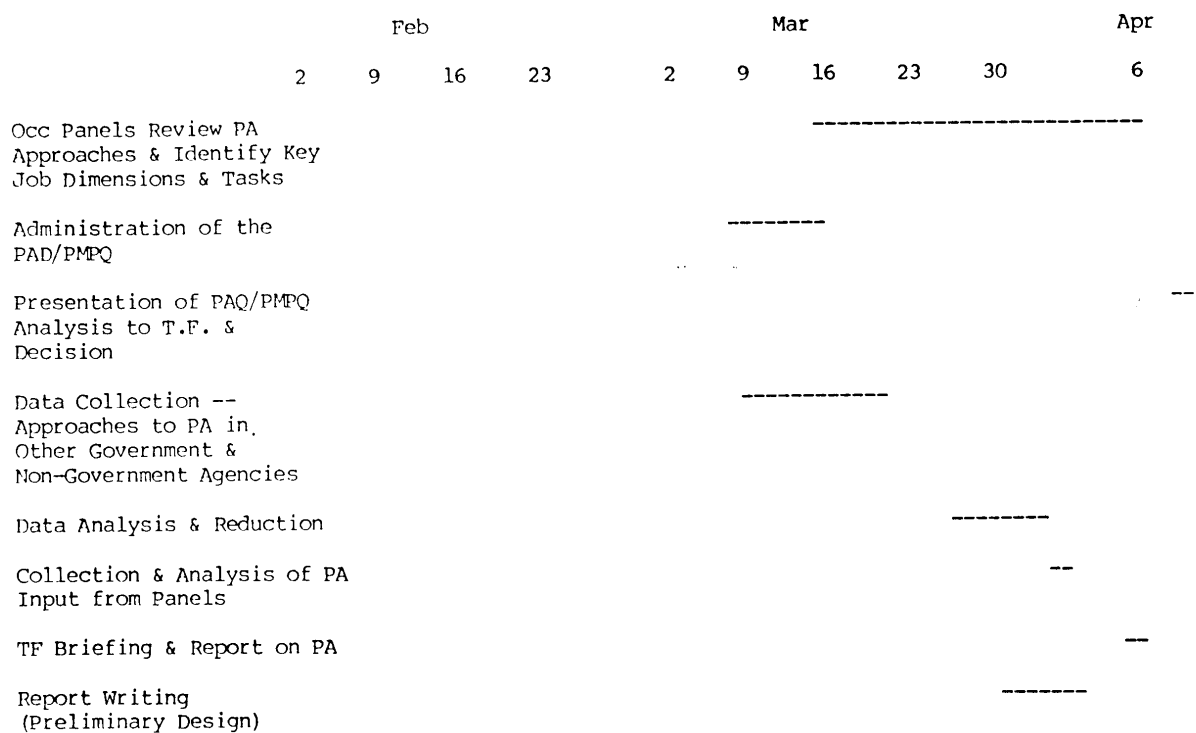 Feb Mar Apr
2 9 16 23 2 9 16 23 30 6
Occ Panels Review PA
Approaches & Identify Key
Job Dimensions & Tasks
Administration of the
PAD/PMPQ
Presentation of PAQ/PMPQ
Analysis to T.F. &
Decision
Data Collection --
Approaches to PA in
Other Government &
Non-Government Agencies
Data Analysis & Reduction
Collection & Analysis of PA
Input from Panels
TF Briefing & Report on PA
Report Writing
(Preliminary Design)